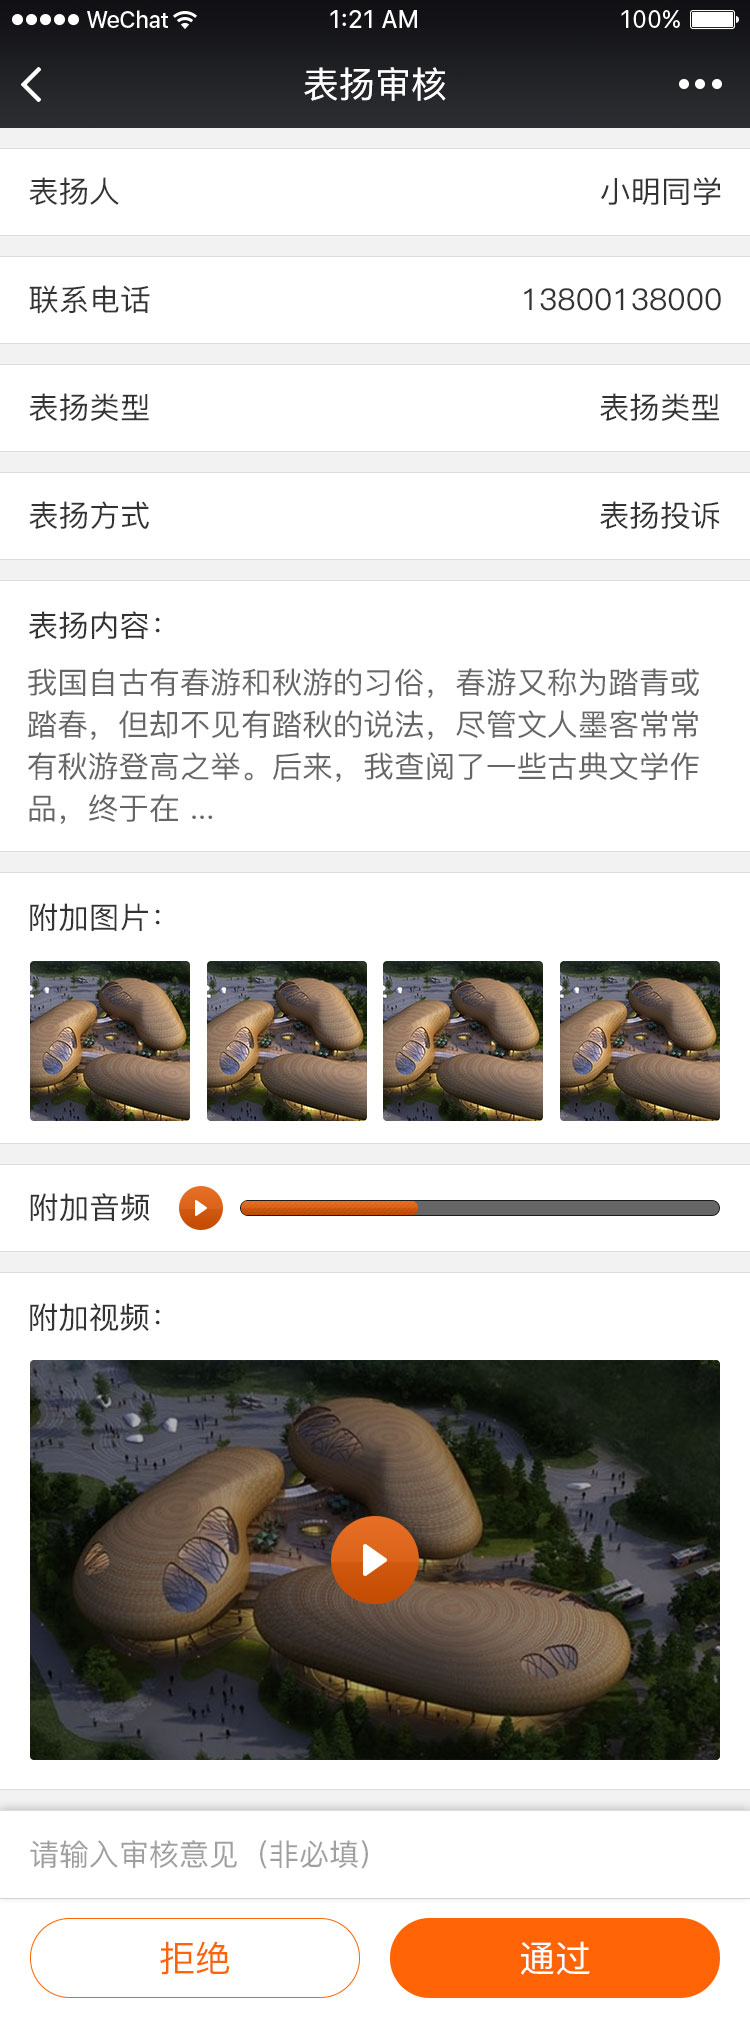 WeChat 1:21 AM 100%
表扬审核
表扬人 小明同学
联系电话 13800138000
表扬类型 表扬类型
表扬方式 表扬投诉
表扬内容：
我国自古有春游和秋游的习俗，春游又称为踏青或
踏春，但却不见有踏秋的说法，尽管文人墨客常常
有秋游登高之举。后来，我查阅了一些古典文学作
品，终于在 ...
附加图片：
附加音频
附加视频：
请输入审核意见（非必填）
拒绝 通过